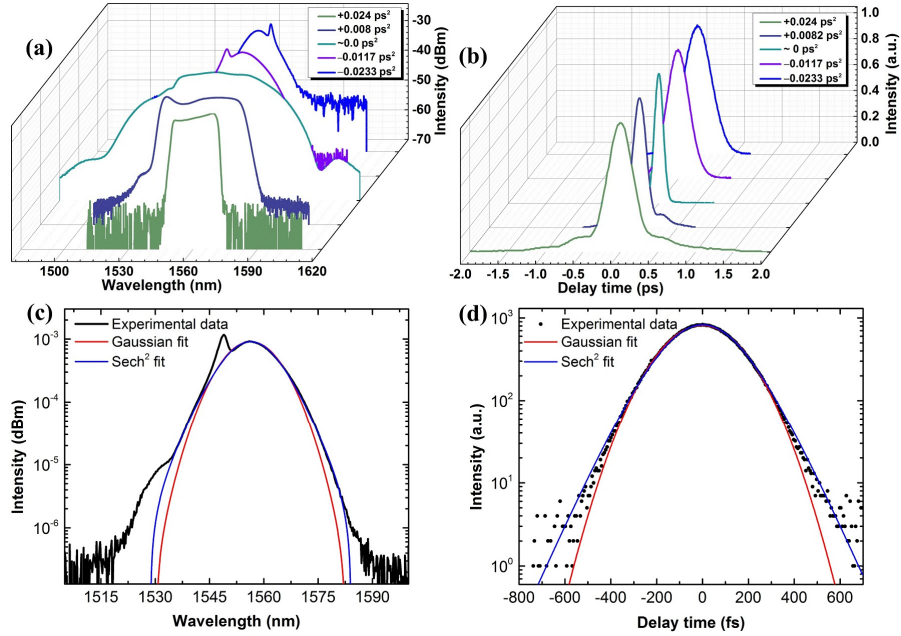 (a)
+0.024 ps²
+0.008 ps²
~0.0 ps²
−0.0117 ps²
−0.0233 ps²
-30
-40
-50
-60
-70
Intensity (dBm)
1500 1530 1560 1590 1620
Wavelength (nm)
(b)
+0.024 ps²
+0.0082 ps²
~ 0 ps²
−0.0117 ps²
−0.0233 ps²
1.0
0.8
0.6
0.4
0.2
0.0
Intensity (a.u.)
-2.0 -1.5 -1.0 -0.5 0.0 0.5 1.0 1.5 2.0
Delay time (ps)
(c)
Experimental data
Gaussian fit
Sech² fit
10⁻³
10⁻⁴
10⁻⁵
10⁻⁶
Intensity (dBm)
1515 1530 1545 1560 1575 1590
Wavelength (nm)
(d)
Experimental data
Gaussian fit
Sech² fit
10³
10²
10¹
10⁰
Intensity (a.u.)
-800 -600 -400 -200 0 200 400 600
Delay time (fs)